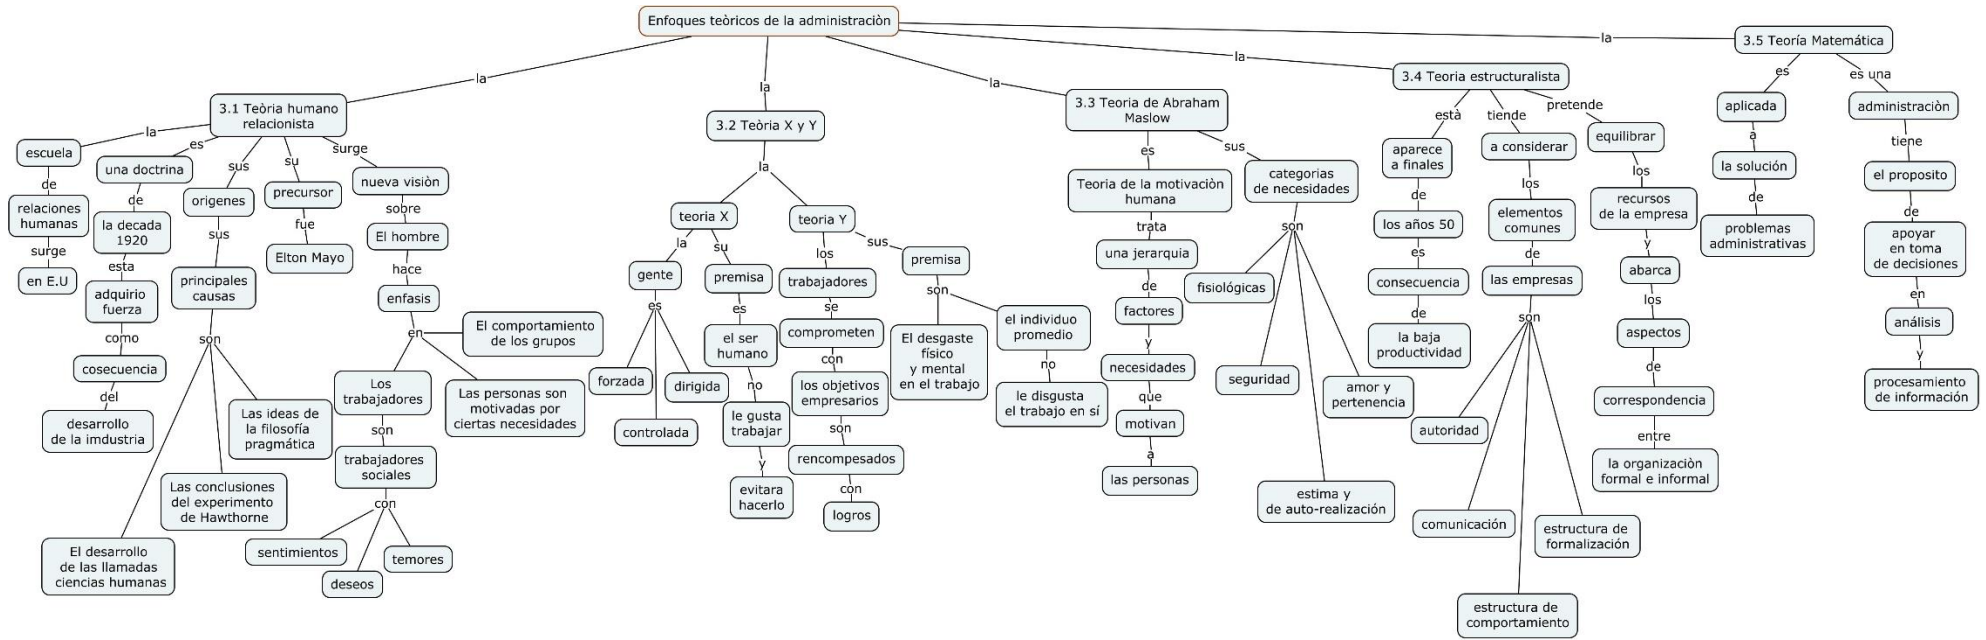 Enfoques teòricos de la administraciòn
la
la
la
la
la
3.1 Teòria humano
relacionista
la
escuela
de
relaciones
humanas
surge
en E.U
es
una doctrina
de
la decada
1920
esta
adquirio
fuerza
como
cosecuencia
del
desarrollo
de la imdustria
sus
origenes
sus
principales
causas
son
El desarrollo
de las llamadas
ciencias humanas
Las conclusiones
del experimento
de Hawthorne
Las ideas de
la filosofía
pragmática
su
precursor
fue
Elton Mayo
surge
nueva visiòn
sobre
El hombre
hace
enfasis
en
El comportamiento
de los grupos
Las personas son
motivadas por
ciertas necesidades
Los
trabajadores
son
trabajadores
sociales
con
sentimientos
deseos
temores
3.2 Teòria X y Y
la
teoria X
la
gente
es
forzada
controlada
dirigida
su
premisa
es
el ser
humano
no
le gusta
trabajar
y
evitara
hacerlo
teoria Y
los
trabajadores
se
comprometen
con
los objetivos
empresarios
son
rencompesados
con
logros
sus
premisa
son
El desgaste
físico
y mental
en el trabajo
el individuo
promedio
no
le disgusta
el trabajo en sí
3.3 Teoria de Abraham
Maslow
es
Teoria de la motivaciòn
humana
trata
una jerarquia
de
factores
y
necesidades
que
motivan
a
las personas
sus
categorias
de necesidades
son
fisiológicas
seguridad
estima y
de auto-realización
amor y
pertenencia
3.4 Teoria estructuralista
està
aparece
a finales
de
los años 50
es
consecuencia
de
la baja
productividad
tiende
a considerar
los
elementos
comunes
de
las empresas
son
autoridad
comunicación
estructura de
comportamiento
estructura de
formalización
pretende
equilibrar
los
recursos
de la empresa
y
abarca
los
aspectos
de
correspondencia
entre
la organizaciòn
formal e informal
3.5 Teoría Matemática
es
aplicada
a
la solución
de
problemas
administrativas
es una
administraciòn
tiene
el proposito
de
apoyar
en toma
de decisiones
en
análisis
y
procesamiento
de información